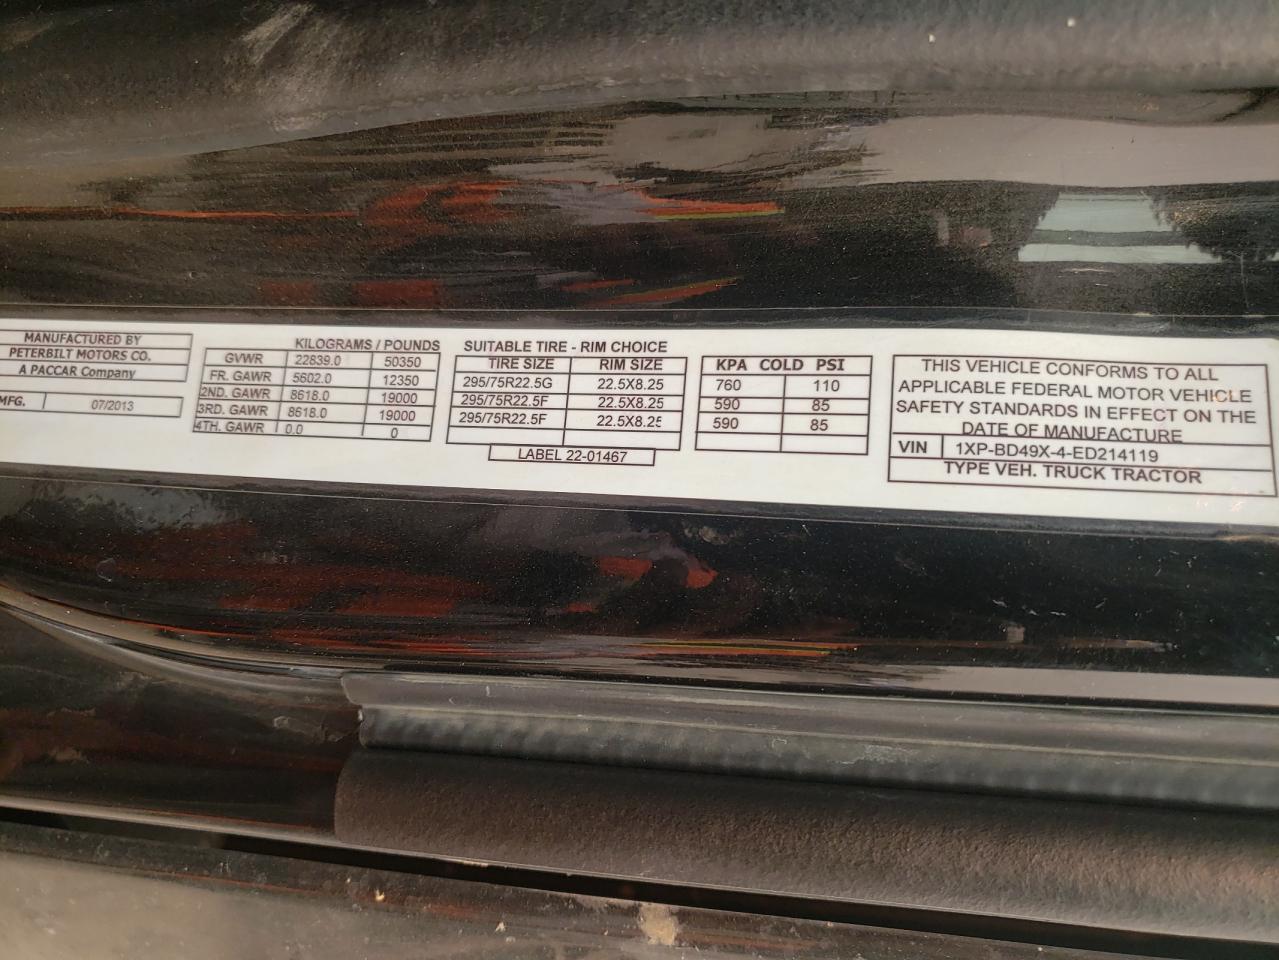 MANUFACTURED BY
PETERBILT MOTORS CO.
A PACCAR Company
MFG. 07/2013
KILOGRAMS / POUNDS
GVWR 22839.0 50350
FR. GAWR 5602.0 12350
2ND. GAWR 8618.0 19000
3RD. GAWR 8618.0 19000
4TH. GAWR 0.0 0
SUITABLE TIRE - RIM CHOICE
TIRE SIZE RIM SIZE
295/75R22.5G 22.5X8.25
295/75R22.5F 22.5X8.25
295/75R22.5F 22.5X8.25
LABEL 22-01467
KPA COLD PSI
760 110
590 85
590 85
THIS VEHICLE CONFORMS TO ALL
APPLICABLE FEDERAL MOTOR VEHICLE
SAFETY STANDARDS IN EFFECT ON THE
DATE OF MANUFACTURE
VIN 1XP-BD49X-4-ED214119
TYPE VEH. TRUCK TRACTOR